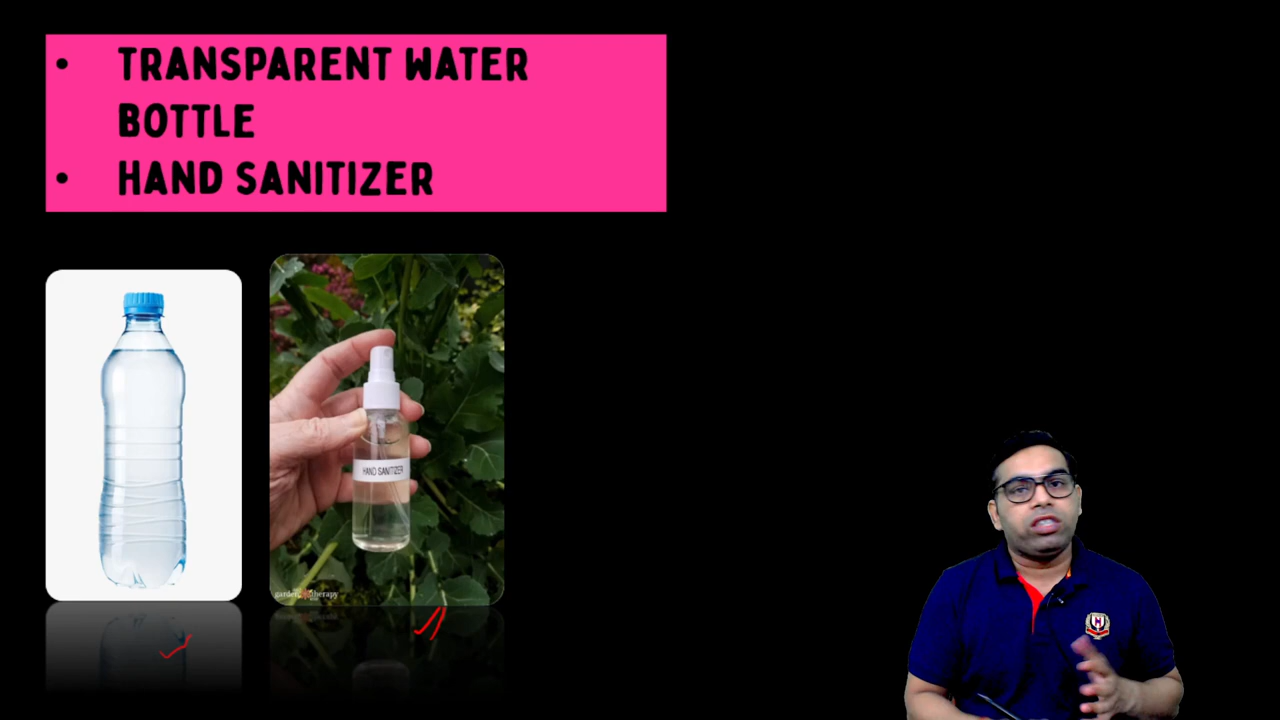 • TRANSPARENT WATER
BOTTLE
• HAND SANITIZER
HAND SANITIZER